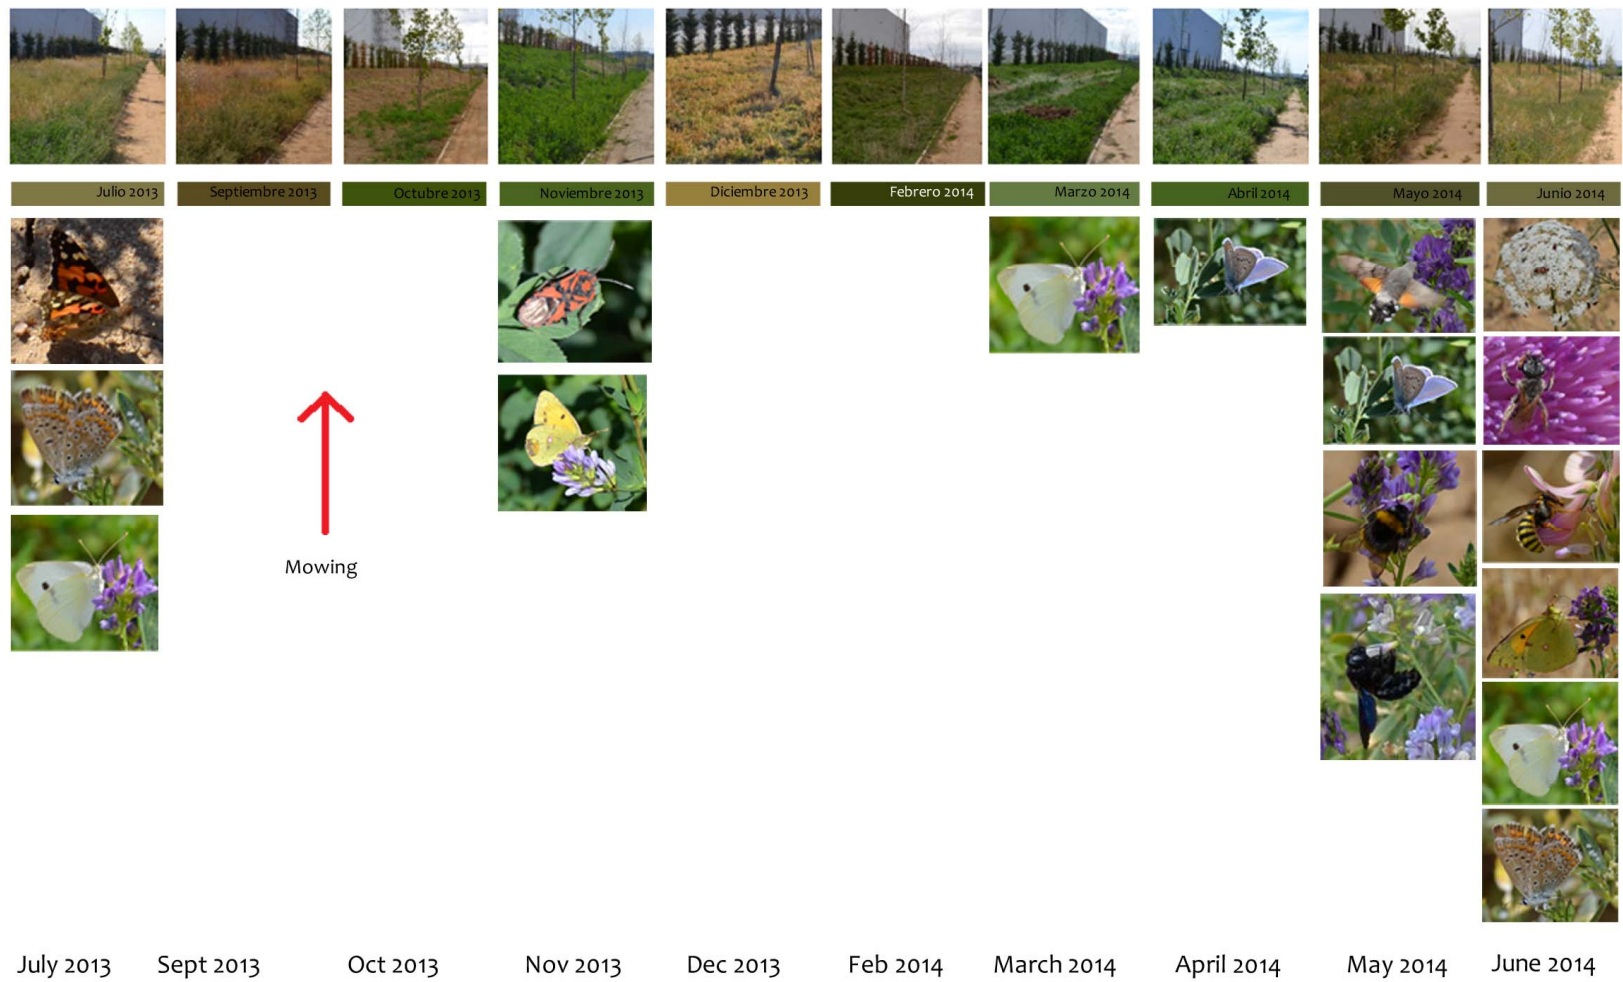 Julio 2013
Septiembre 2013
Octubre 2013
Noviembre 2013
Diciembre 2013
Febrero 2014
Marzo 2014
Abril 2014
Mayo 2014
Junio 2014
Mowing
July 2013
Sept 2013
Oct 2013
Nov 2013
Dec 2013
Feb 2014
March 2014
April 2014
May 2014
June 2014